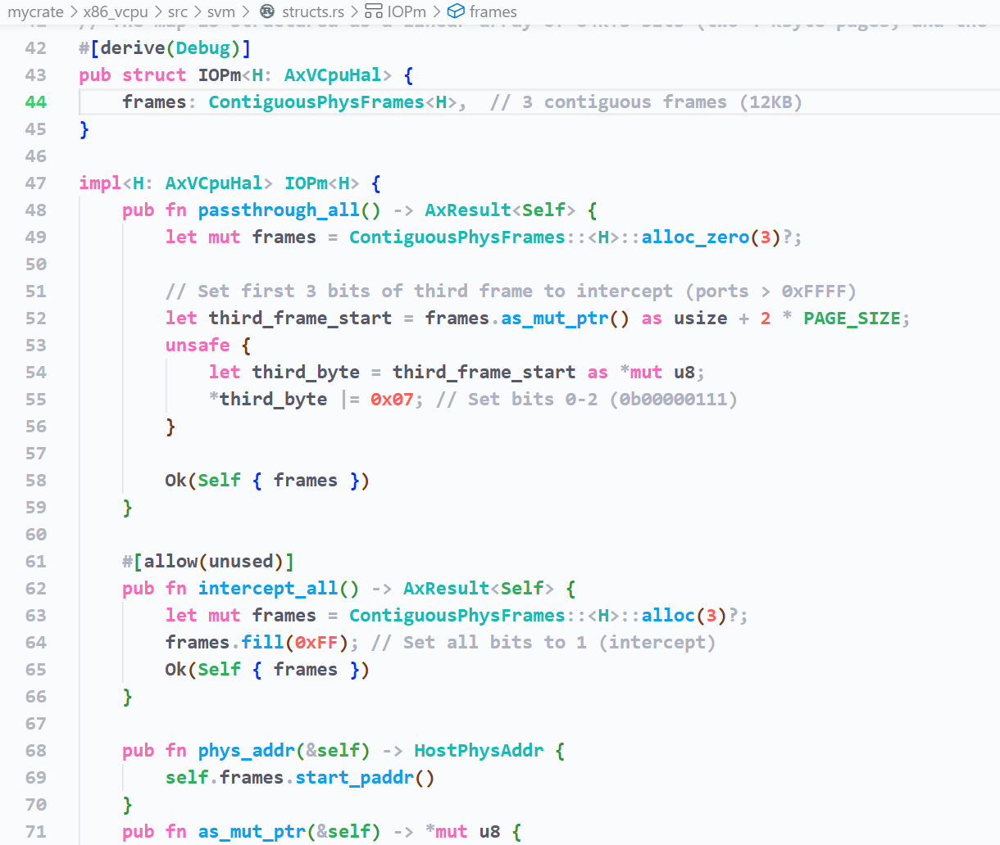 mycrate > x86_vcpu > src > svm > structs.rs > IOPm > frames
42 #[derive(Debug)]
43 pub struct IOPm<H: AxVCpuHal> {
44     frames: ContiguousPhysFrames<H>,  // 3 contiguous frames (12KB)
45 }
46
47 impl<H: AxVCpuHal> IOPm<H> {
48     pub fn passthrough_all() -> AxResult<Self> {
49         let mut frames = ContiguousPhysFrames::<H>::alloc_zero(3)?;
50
51         // Set first 3 bits of third frame to intercept (ports > 0xFFFF)
52         let third_frame_start = frames.as_mut_ptr() as usize + 2 * PAGE_SIZE;
53         unsafe {
54             let third_byte = third_frame_start as *mut u8;
55             *third_byte |= 0x07; // Set bits 0-2 (0b00000111)
56         }
57
58         Ok(Self { frames })
59     }
60
61     #[allow(unused)]
62     pub fn intercept_all() -> AxResult<Self> {
63         let mut frames = ContiguousPhysFrames::<H>::alloc(3)?;
64         frames.fill(0xFF); // Set all bits to 1 (intercept)
65         Ok(Self { frames })
66     }
67
68     pub fn phys_addr(&self) -> HostPhysAddr {
69         self.frames.start_paddr()
70     }
71     pub fn as_mut_ptr(&self) -> *mut u8 {